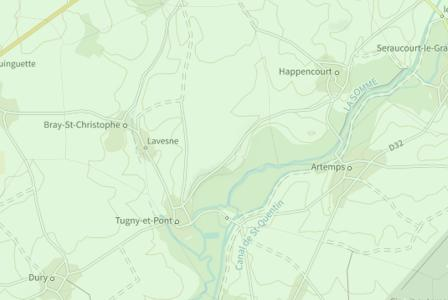 le
Seraucourt-le-Gra
uinguette
Happencourt
LA SOMME
Bray-St-Christophe
Lavesne
D32
Artemps
Tugny-et-Pont
Canal de St-Quentin
Dury